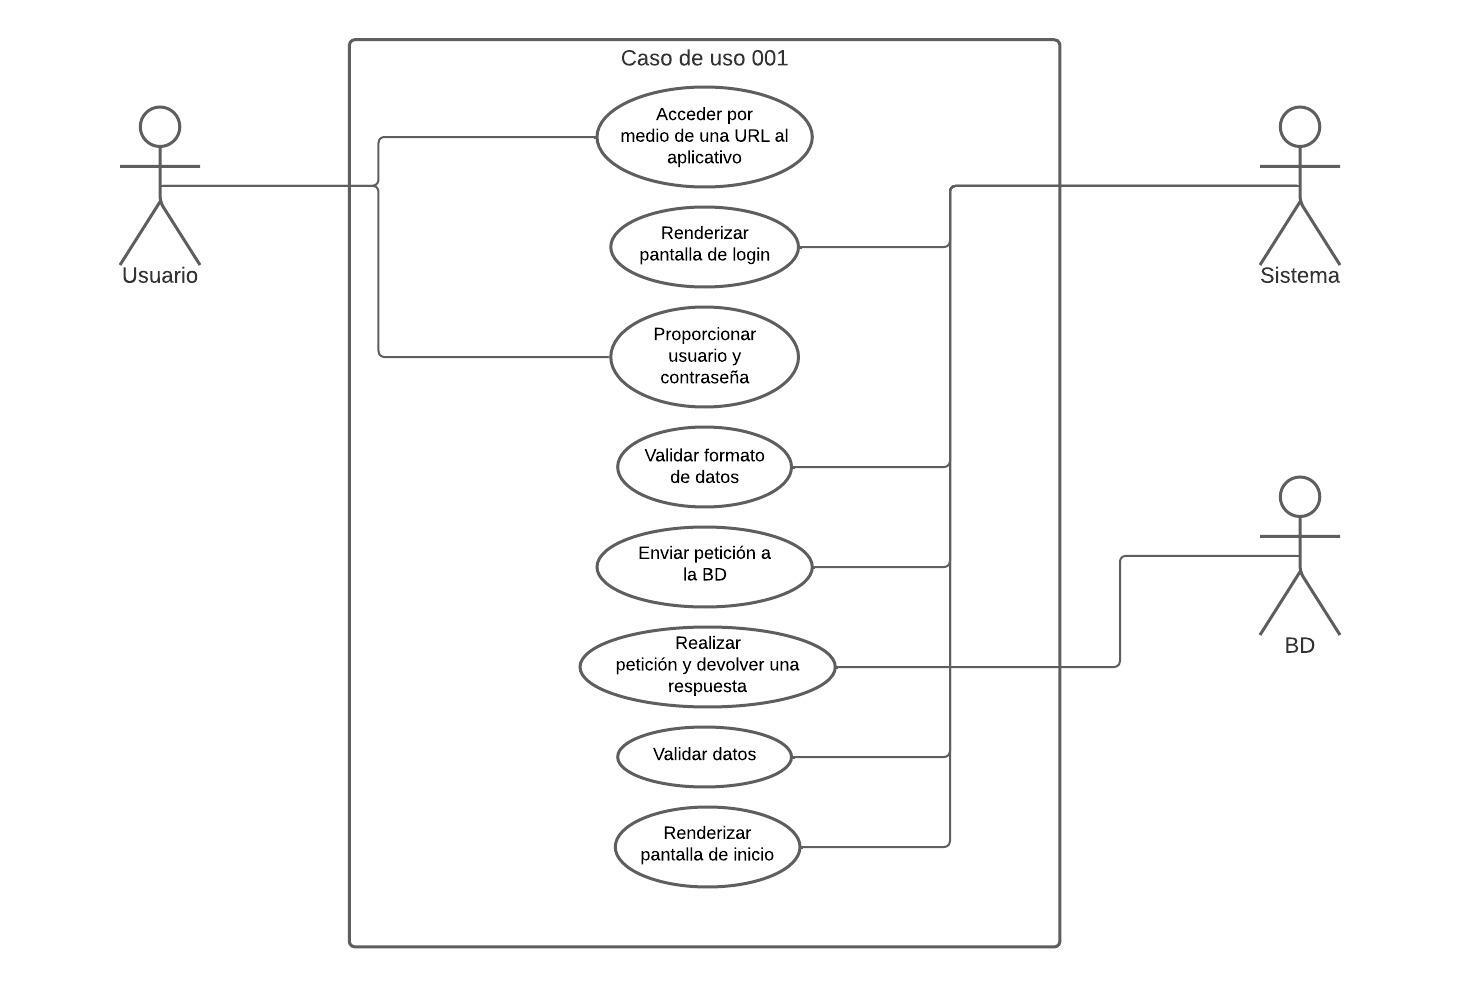 Caso de uso 001
Acceder por
medio de una URL al
aplicativo
Renderizar
pantalla de login
Usuario
Sistema
Proporcionar
usuario y
contraseña
Validar formato
de datos
Enviar petición a
la BD
Realizar
petición y devolver una
respuesta
BD
Validar datos
Renderizar
pantalla de inicio